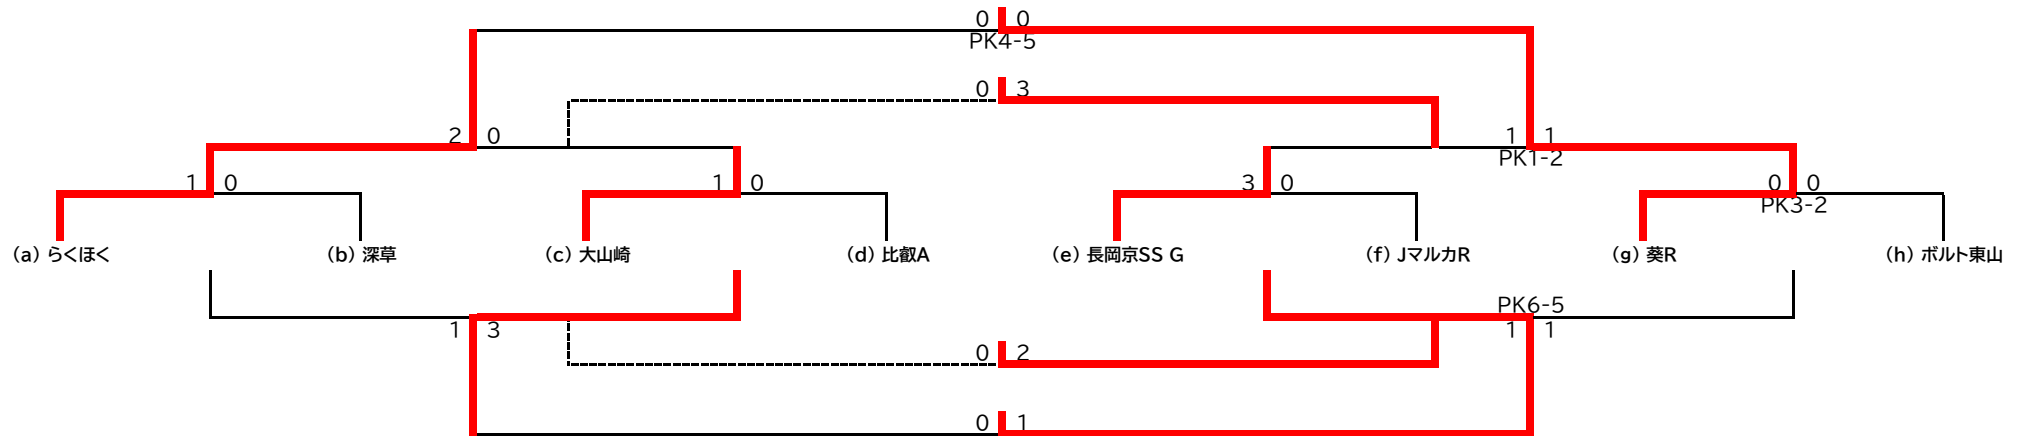 0 0
PK4-5
0 3
2 0
1 1
PK1-2
1 0
1 0
3 0
0 0
PK3-2
(a) らくほく
(b) 深草
(c) 大山崎
(d) 比叡A
(e) 長岡京SS G
(f) JマルカR
(g) 葵R
(h) ボルト東山
PK6-5
1 3
1 1
0 2
0 1